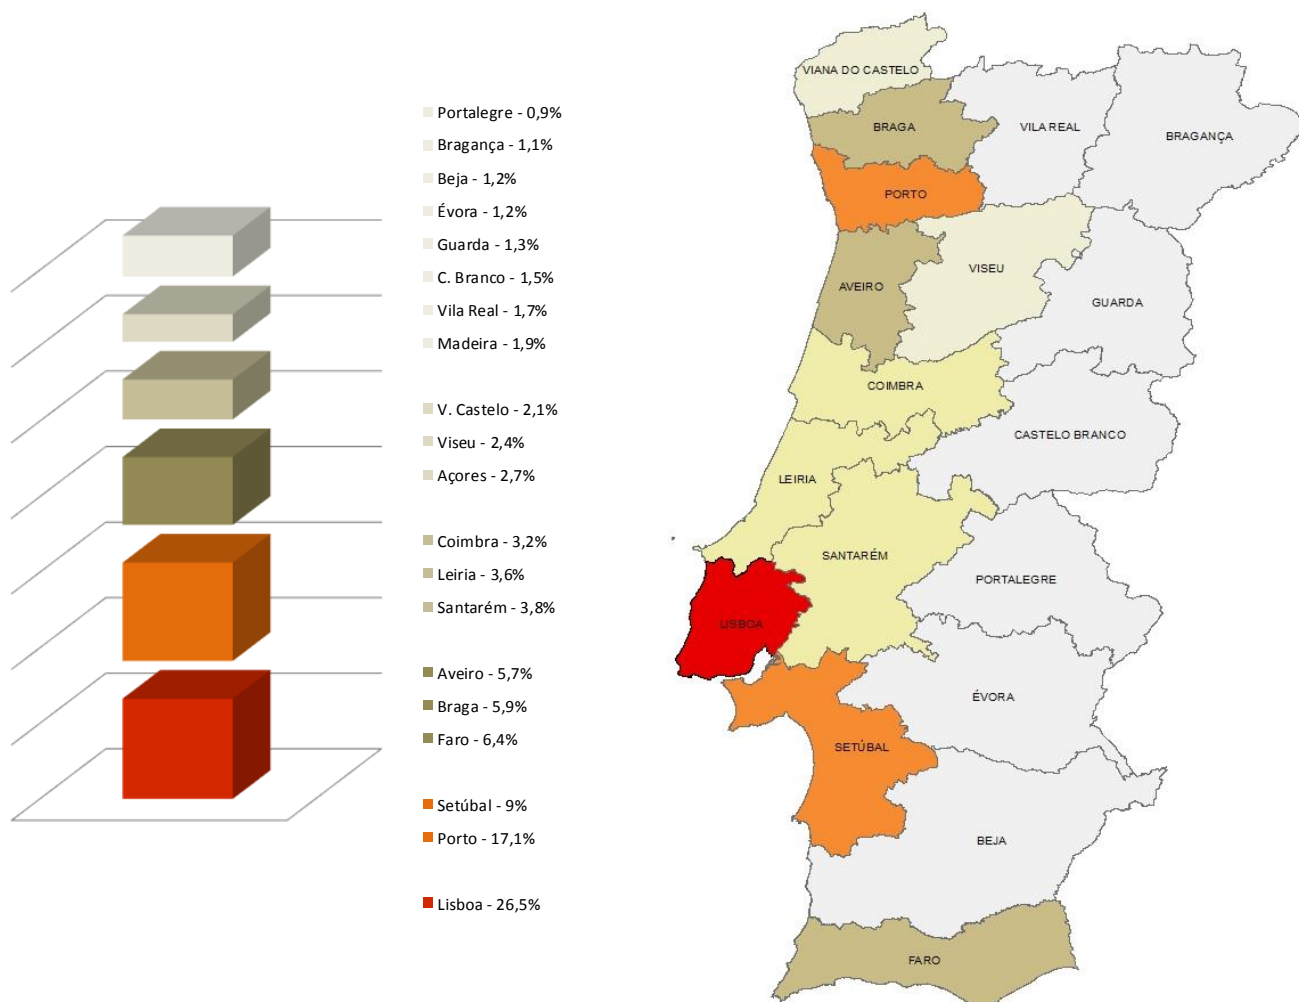 Portalegre - 0,9%
Bragança - 1,1%
Beja - 1,2%
Évora - 1,2%
Guarda - 1,3%
C. Branco - 1,5%
Vila Real - 1,7%
Madeira - 1,9%
V. Castelo - 2,1%
Viseu - 2,4%
Açores - 2,7%
Coimbra - 3,2%
Leiria - 3,6%
Santarém - 3,8%
Aveiro - 5,7%
Braga - 5,9%
Faro - 6,4%
Setúbal - 9%
Porto - 17,1%
Lisboa - 26,5%
VIANA DO CASTELO
BRAGA
VILA REAL
BRAGANÇA
PORTO
VISEU
AVEIRO
GUARDA
COIMBRA
CASTELO BRANCO
LEIRIA
SANTARÉM
PORTALEGRE
LISBOA
ÉVORA
SETÚBAL
BEJA
FARO